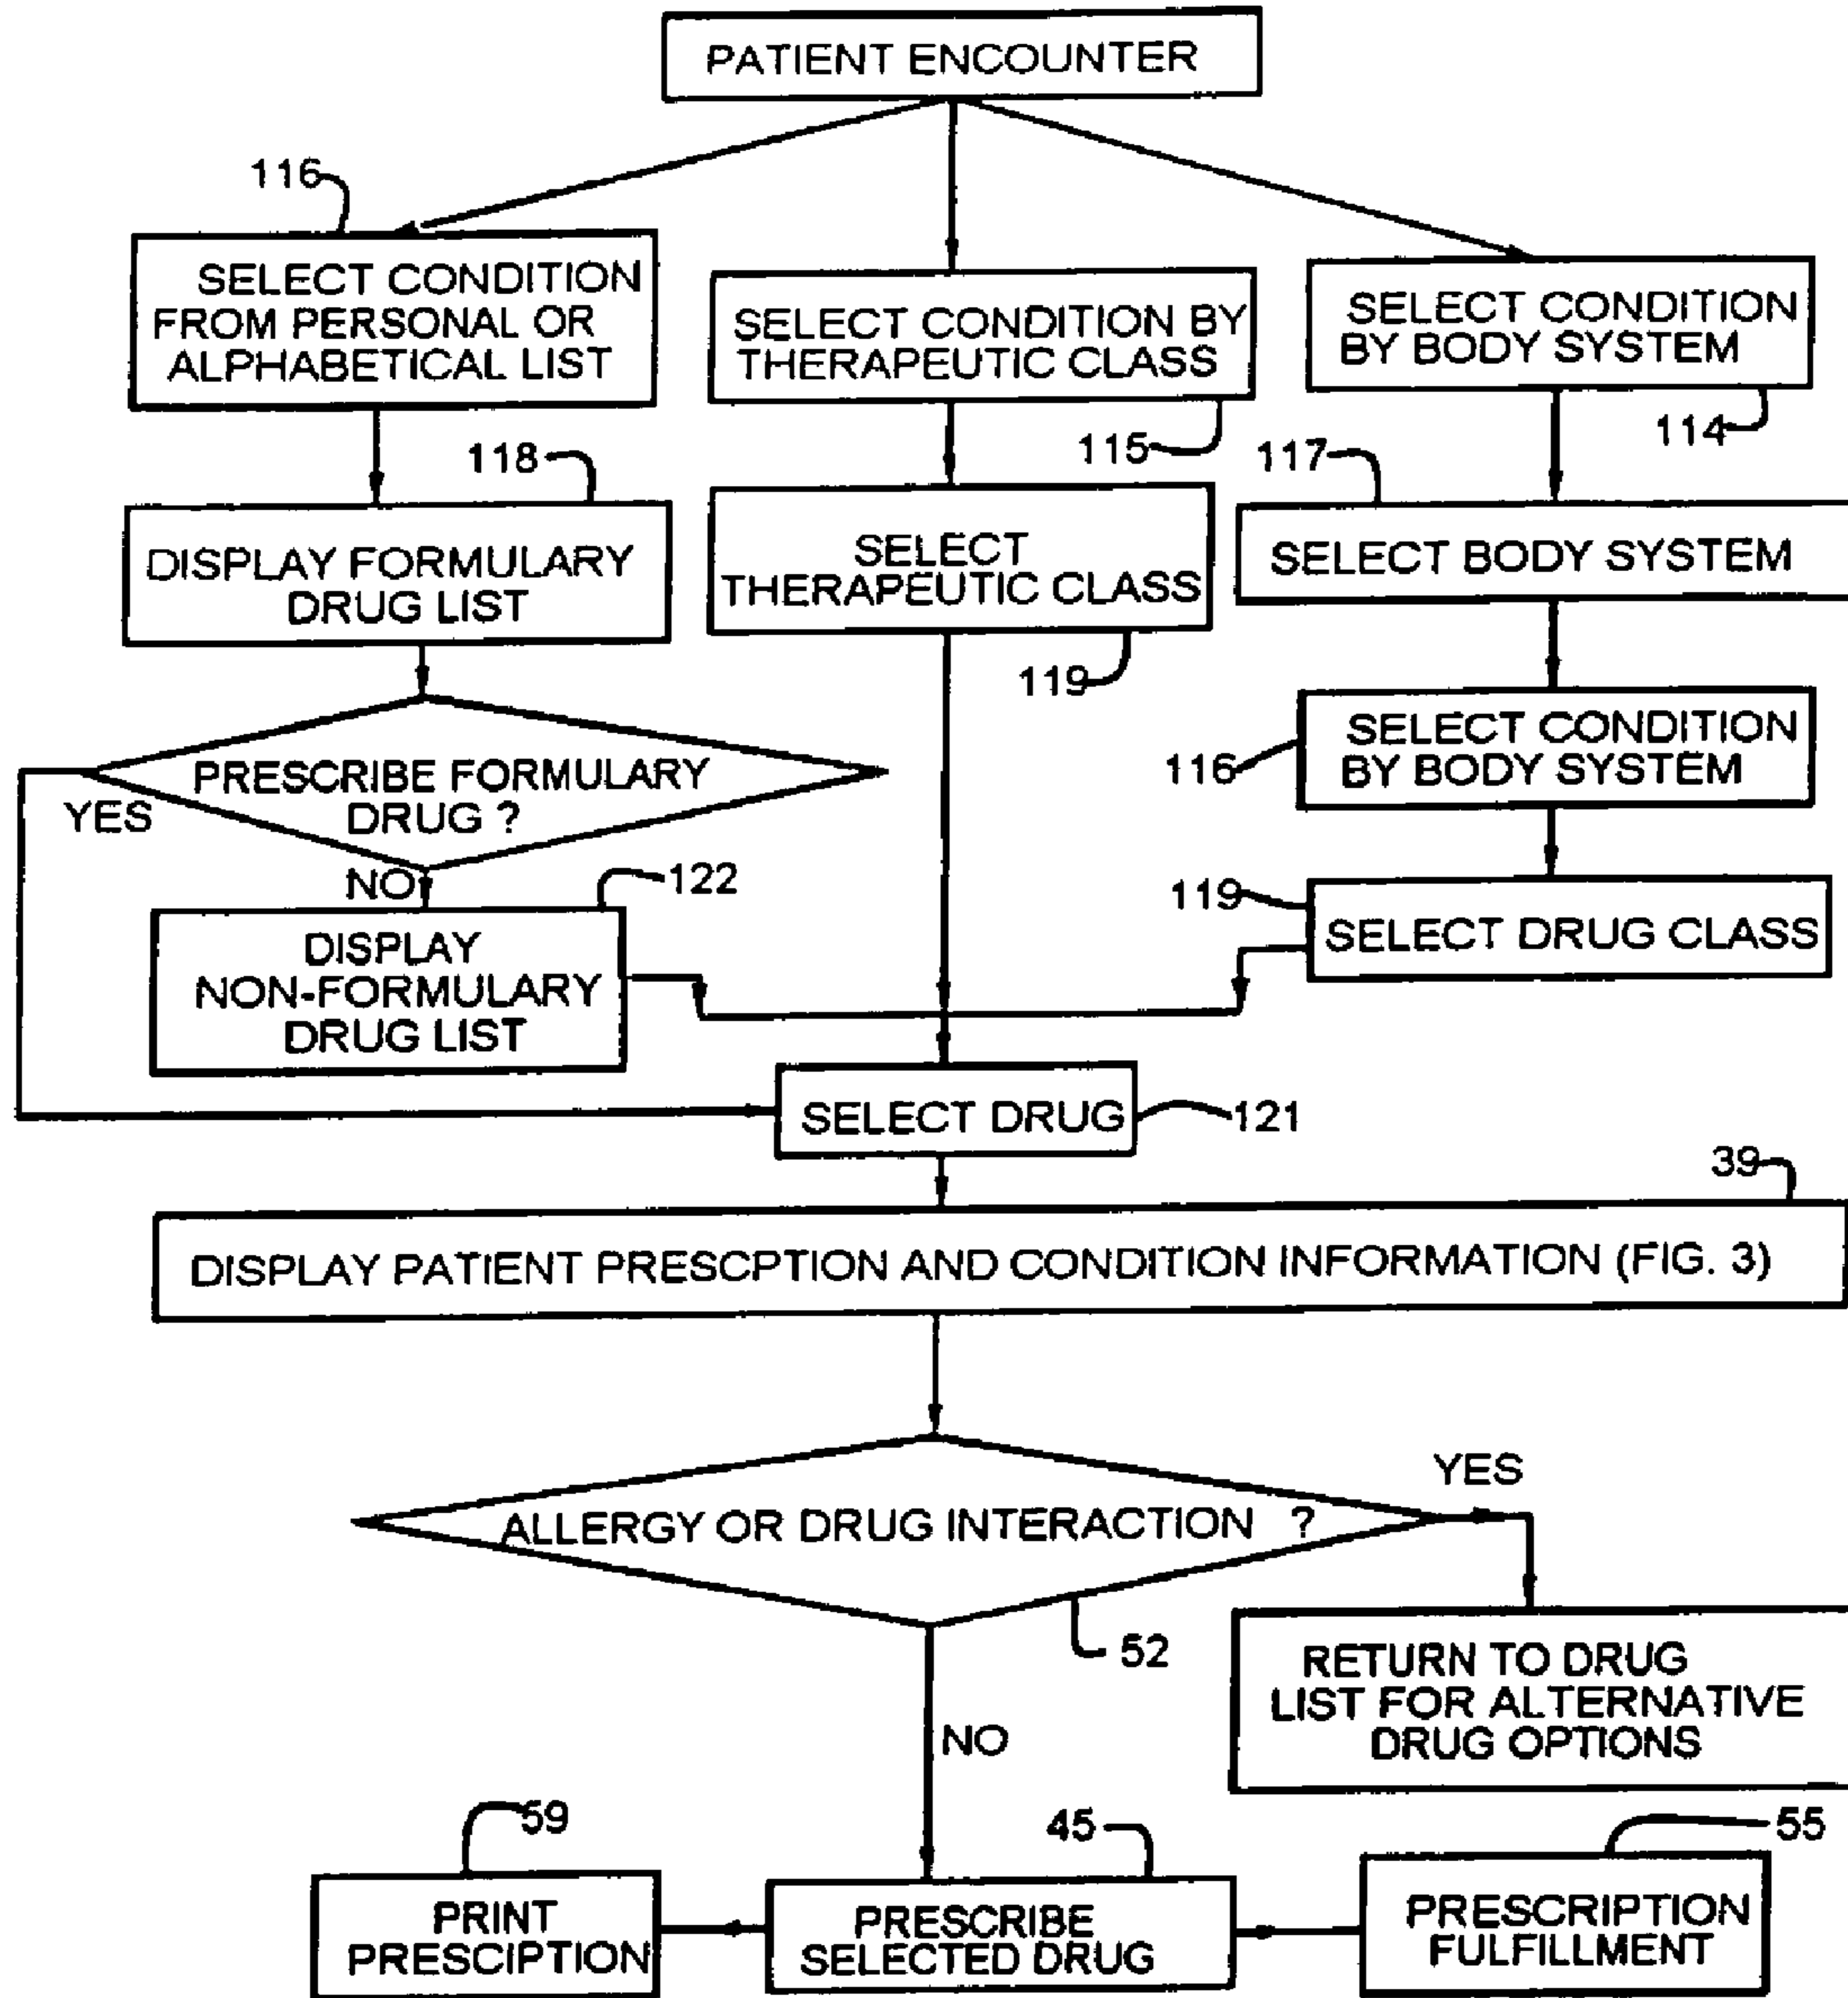 PATIENT ENCOUNTER
116
SELECT CONDITION
FROM PERSONAL OR
ALPHABETICAL LIST
SELECT CONDITION BY
THERAPEUTIC CLASS
115
SELECT CONDITION
BY BODY SYSTEM
114
118
DISPLAY FORMULARY
DRUG LIST
SELECT
THERAPEUTIC CLASS
119
117
SELECT BODY SYSTEM
PRESCRIBE FORMULARY
DRUG ?
YES
NO
116
SELECT CONDITION
BY BODY SYSTEM
122
DISPLAY
NON-FORMULARY
DRUG LIST
119
SELECT DRUG CLASS
SELECT DRUG
121
39
DISPLAY PATIENT PRESCPTION AND CONDITION INFORMATION (FIG. 3)
ALLERGY OR DRUG INTERACTION ?
YES
52
NO
RETURN TO DRUG
LIST FOR ALTERNATIVE
DRUG OPTIONS
59
PRINT
PRESCIPTION
45
PRESCRIBE
SELECTED DRUG
55
PRESCRIPTION
FULFILLMENT